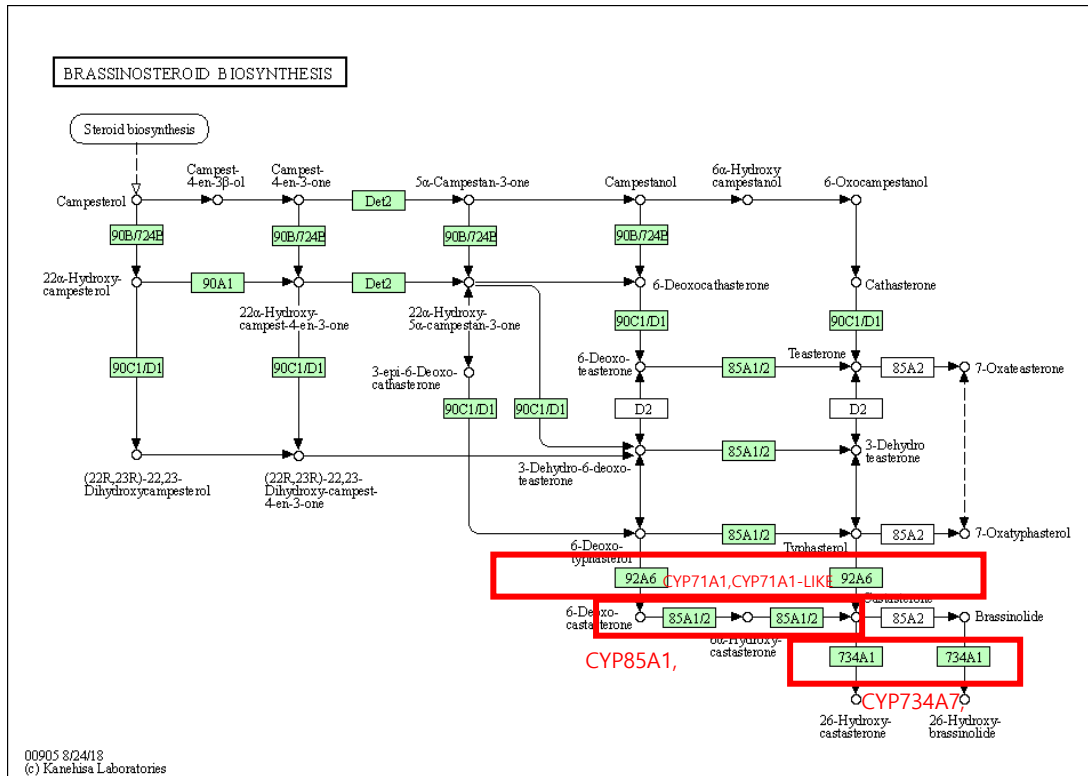 BRASSINOSTEROID BIOSYNTHESIS
Steroid biosynthesis
Campest-
4-en-3β-ol
Campest-
4-en-3-one
5α-Campestan-3-one
Campestanol
6α-Hydroxy
campestanol
6-Oxocampestanol
Campesterol
Det2
90B/724B
90B/724B
90B/724B
90B/724B
22α-Hydroxy-
campesterol
90A1
Det2
6-Deoxocathasterone
Cathasterone
22α-Hydroxy-
campest-4-en-3-one
22α-Hydroxy-
5α-campestan-3-one
90C1/D1
90C1/D1
90C1/D1
90C1/D1
3-epi-6-Deoxo-
cathasterone
6-Deoxo-
teasterone
85A1/2
Teasterone
85A2
7-Oxateasterone
90C1/D1
90C1/D1
D2
D2
(22R,23R)-22,23-
Dihydroxycampesterol
(22R,23R)-22,23-
Dihydroxy-campest-
4-en-3-one
3-Dehydro-6-deoxo-
teasterone
85A1/2
3-Dehydro
teasterone
6-Deoxo-
typhasterol
85A1/2
Typhasterol
85A2
7-Oxatyphasterol
92A6
CYP71A1,CYP71A1-LIKE
92A6
6-Deoxo-
castasterone
85A1/2
85A1/2
Castasterone
85A2
Brassinolide
6α-Hydroxy-
castasterone
CYP85A1,
734A1
734A1
CYP734A7,
26-Hydroxy-
castasterone
26-Hydroxy-
brassinolide
00905 8/24/18
(c) Kanehisa Laboratories